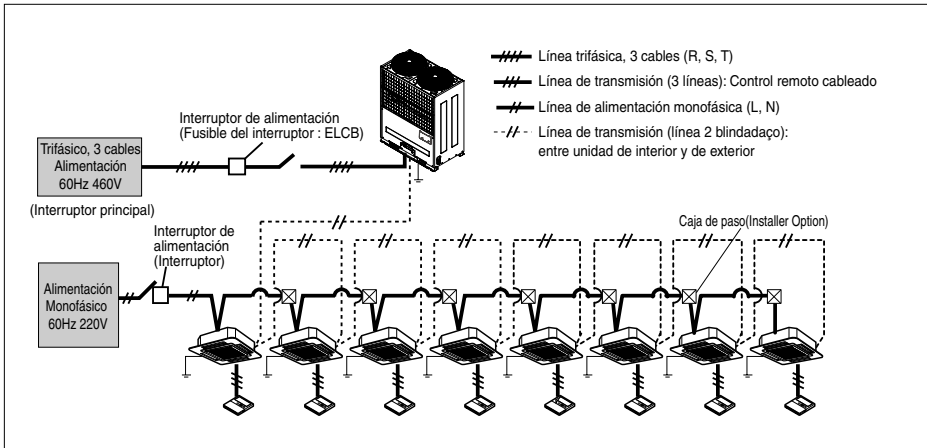 Línea trifásica, 3 cables (R, S, T)
Línea de transmisión (3 líneas): Control remoto cableado
Línea de alimentación monofásica (L, N)
Línea de transmisión (línea 2 blindadaço):
entre unidad de interior y de exterior
Interruptor de alimentación
(Fusible del interruptor : ELCB)
Trifásico, 3 cables
Alimentación
60Hz 460V
(Interruptor principal)
Interruptor de
alimentación
(Interruptor)
Caja de paso(Installer Option)
Alimentación
Monofásico
60Hz 220V